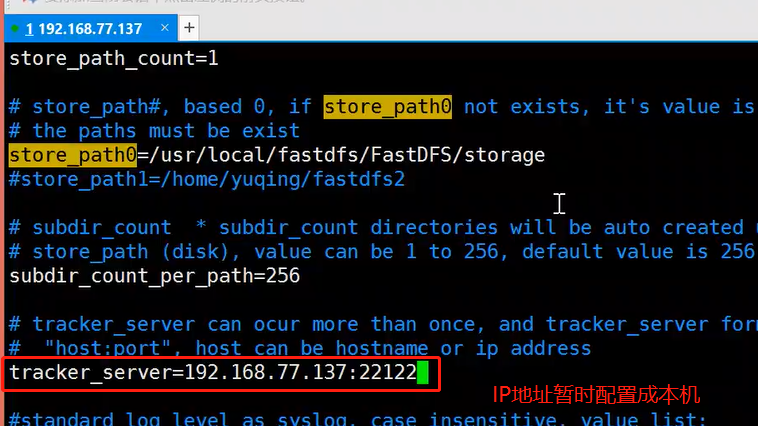 1 192.168.77.137 × +
store_path_count=1
# store_path#, based 0, if store_path0 not exists, it's value is
# the paths must be exist
store_path0=/usr/local/fastdfs/FastDFS/storage
#store_path1=/home/yuqing/fastdfs2
# subdir_count  * subdir_count directories will be auto created
# store_path (disk), value can be 1 to 256, default value is 256
subdir_count_per_path=256
# tracker_server can ocur more than once, and tracker_server for
#  "host:port", host can be hostname or ip address
tracker_server=192.168.77.137:22122
IP地址暂时配置成本机
#standard log level as syslog, case insensitive, value list: